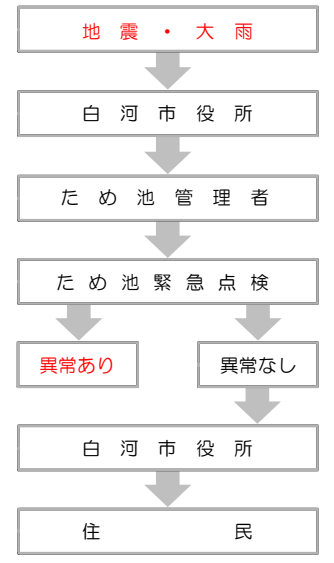 地震・大雨
白河市役所
ため池管理者
ため池緊急点検
異常あり
異常なし
白河市役所
住民